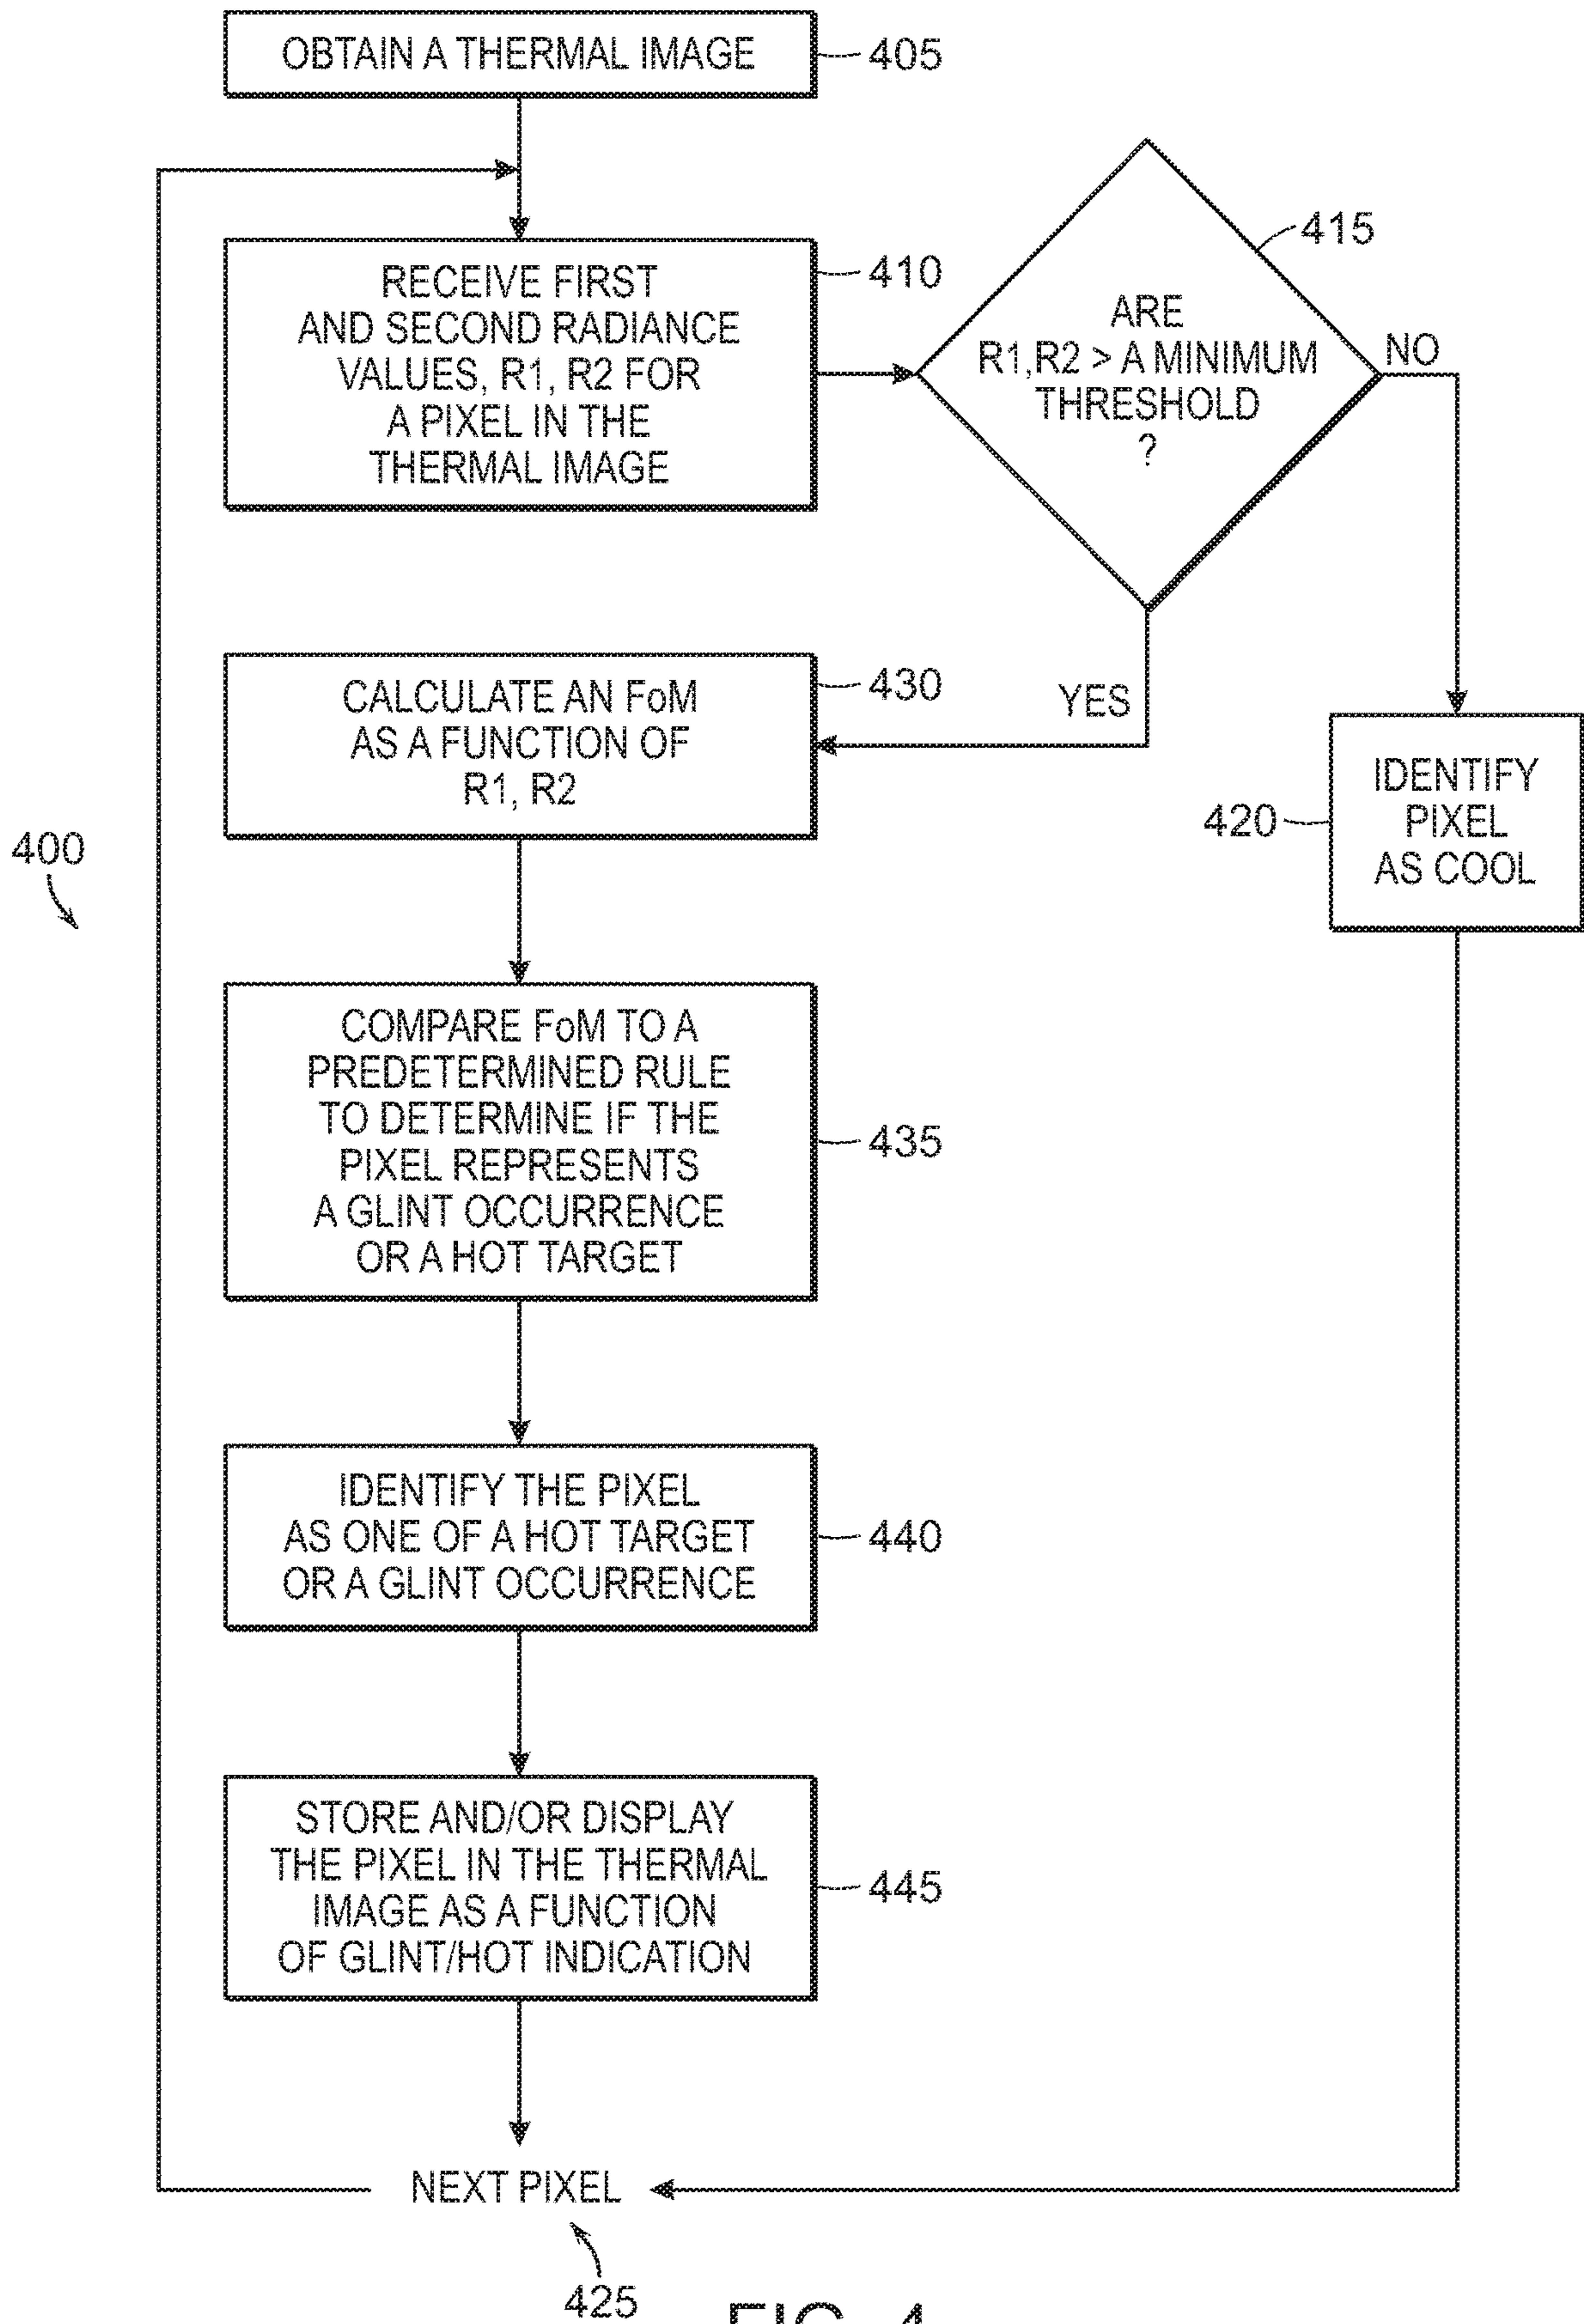 OBTAIN A THERMAL IMAGE
405
RECEIVE FIRST
AND SECOND RADIANCE
VALUES, R1, R2 FOR
A PIXEL IN THE
THERMAL IMAGE
410
ARE
R1,R2 > A MINIMUM
THRESHOLD
?
415
NO
YES
CALCULATE AN FoM
AS A FUNCTION OF
R1, R2
430
IDENTIFY
PIXEL
AS COOL
420
400
COMPARE FoM TO A
PREDETERMINED RULE
TO DETERMINE IF THE
PIXEL REPRESENTS
A GLINT OCCURRENCE
OR A HOT TARGET
435
IDENTIFY THE PIXEL
AS ONE OF A HOT TARGET
OR A GLINT OCCURRENCE
440
STORE AND/OR DISPLAY
THE PIXEL IN THE THERMAL
IMAGE AS A FUNCTION
OF GLINT/HOT INDICATION
445
NEXT PIXEL
425
FIG. 4